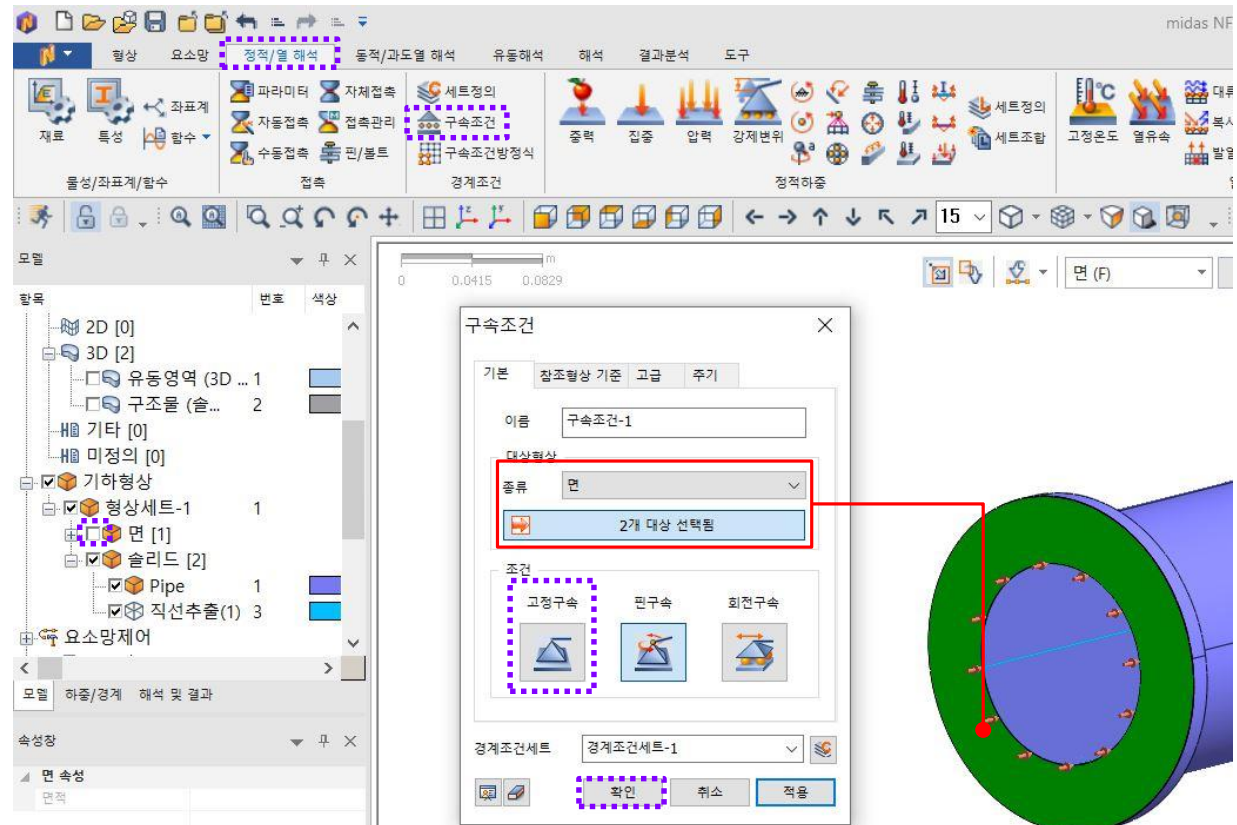 midas NF
형상 요소망 정적/열 해석 동적/과도열 해석 유동해석 해석 결과분석 도구
재료 특성 좌표계 함수 파라미터 자체접촉 자동접촉 접촉관리 수동접촉 핀/볼트 세트정의 구속조건 구속조건방정식 중력 집중 압력 강제변위 세트정의 세트조합 고정온도 열유속 대류 복사 발열
물성/좌표계/함수 접촉 경계조건 정적하중
15
모델
항목 번호 색상
2D [0]
3D [2]
유동영역 (3D ... 1
구조물 (솔... 2
기타 [0]
미정의 [0]
기하형상
형상세트-1 1
면 [1]
솔리드 [2]
Pipe 1
직선추출(1) 3
요소망제어
모델 하중/경계 해석 및 결과
속성창
면 속성
면적
m
0 0.0415 0.0829
면 (F)
구속조건
기본 참조형상 기준 고급 주기
이름 구속조건-1
대상형상
종류 면
2개 대상 선택됨
조건
고정구속 핀구속 회전구속
경계조건세트 경계조건세트-1
확인 취소 적용